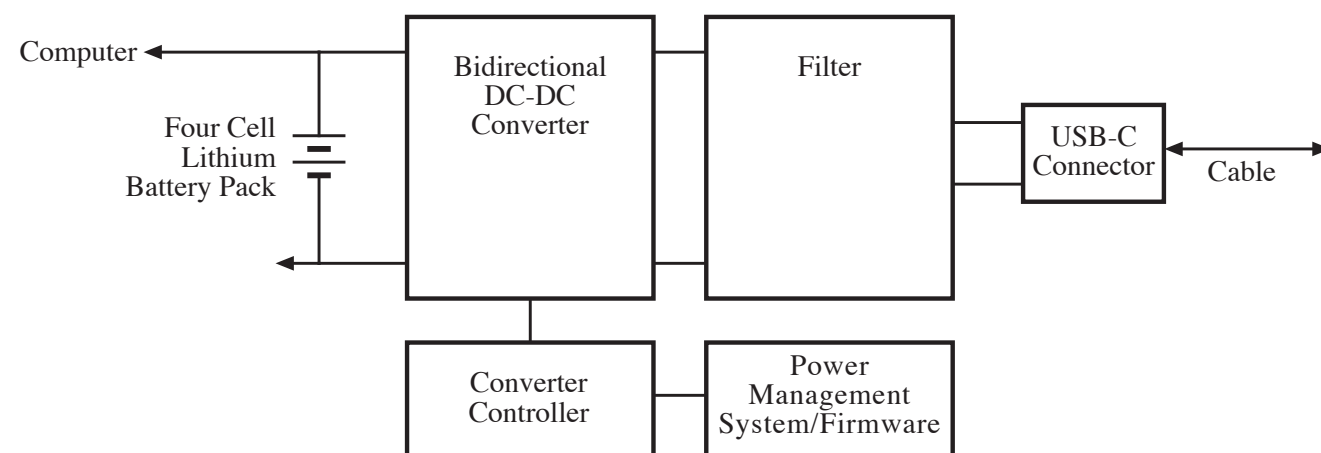 Computer
Four Cell
Lithium
Battery Pack
Bidirectional
DC-DC
Converter
Filter
USB-C
Connector
Cable
Converter
Controller
Power
Management
System/Firmware